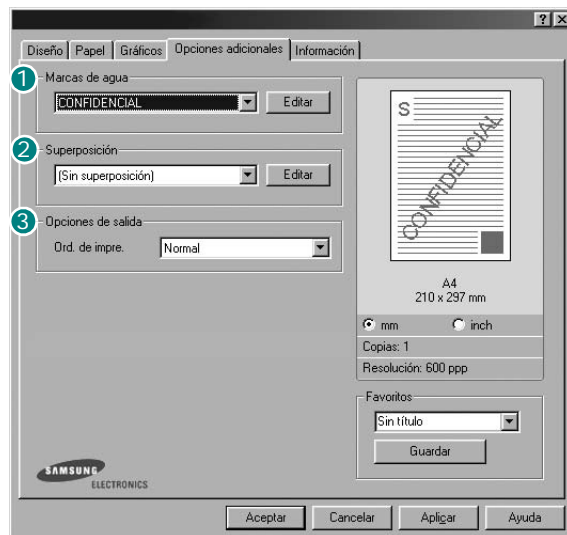 ? X
Diseño Papel Gráficos Opciones adicionales Información
1 Marcas de agua
CONFIDENCIAL Editar
2 Superposición
(Sin superposición) Editar
3 Opciones de salida
Ord. de impre. Normal
S
CONFIDENCIAL
A4
210 x 297 mm
mm inch
Copias: 1
Resolución: 600 ppp
Favoritos
Sin título
Guardar
SAMSUNG
ELECTRONICS
Aceptar Cancelar Aplicar Ayuda